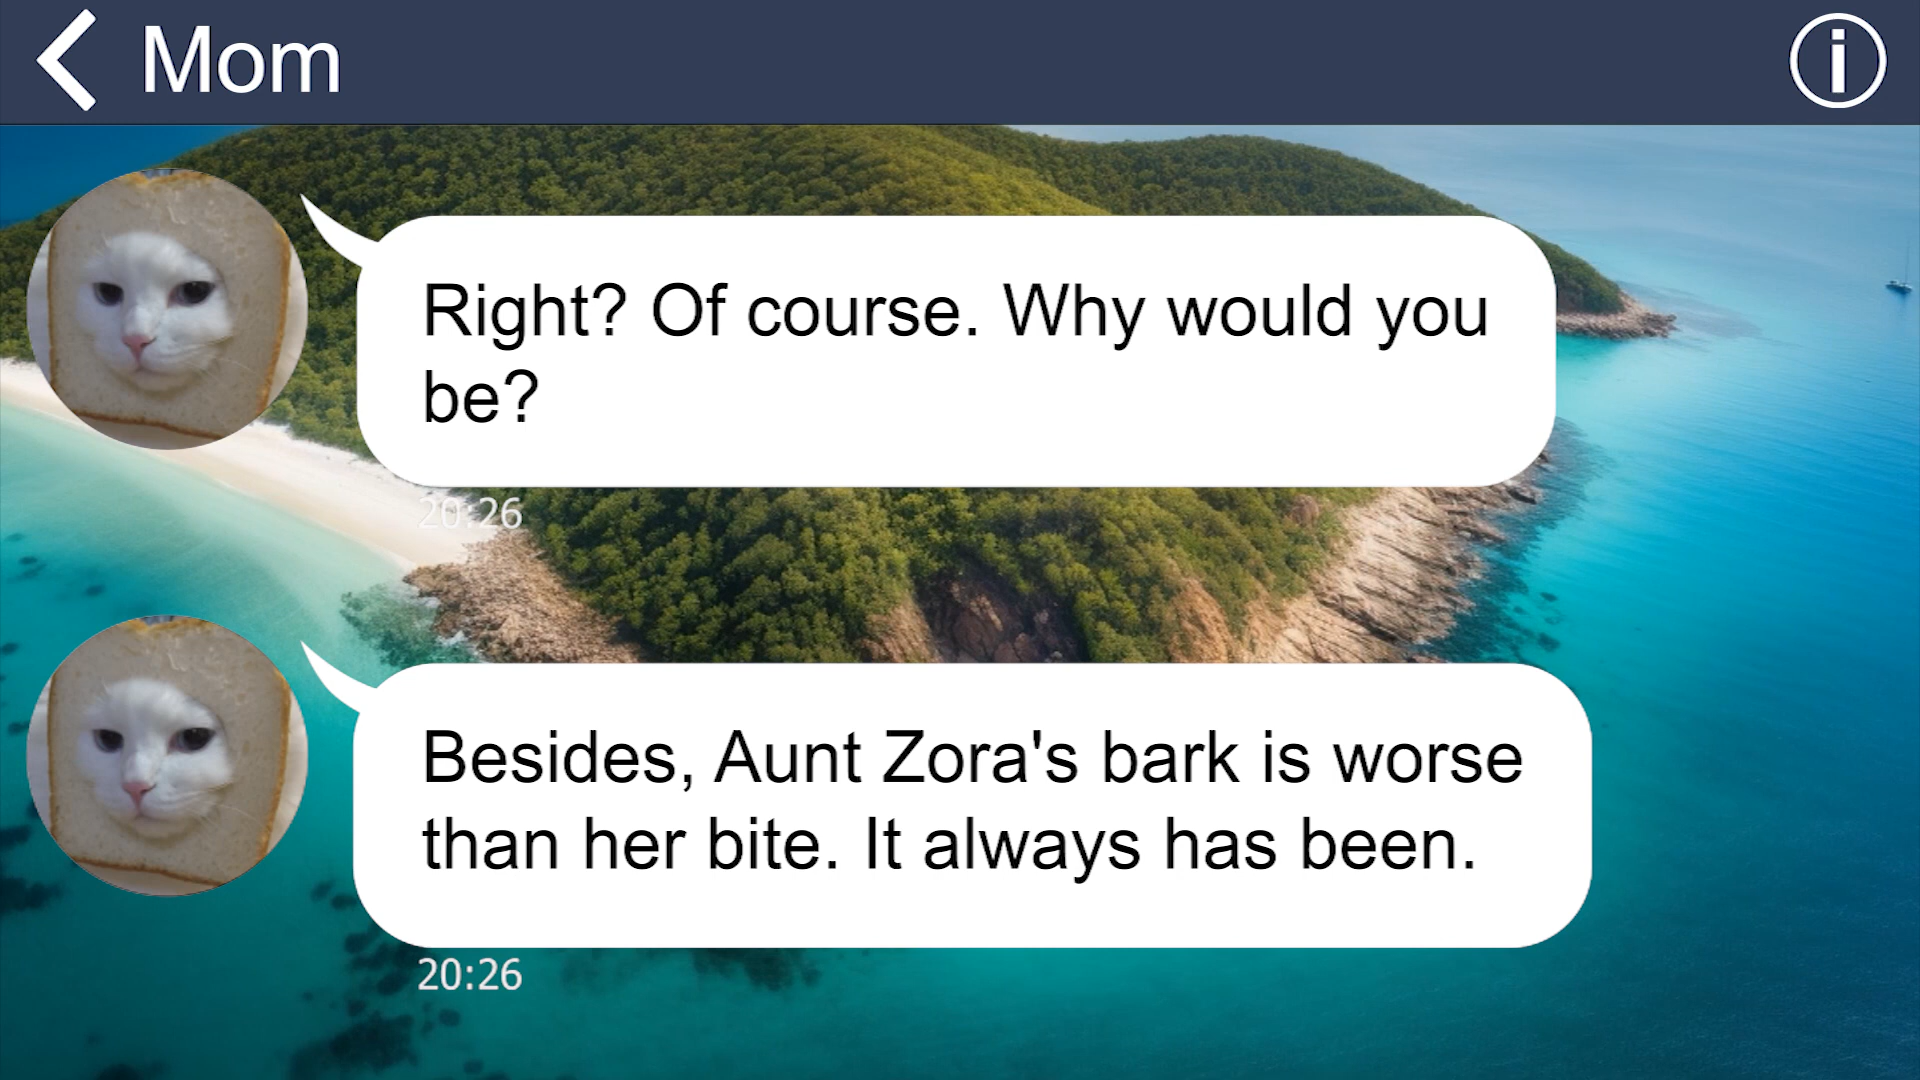 Mom
Right? Of course. Why would you
be?
20:26
Besides, Aunt Zora's bark is worse
than her bite. It always has been.
20:26